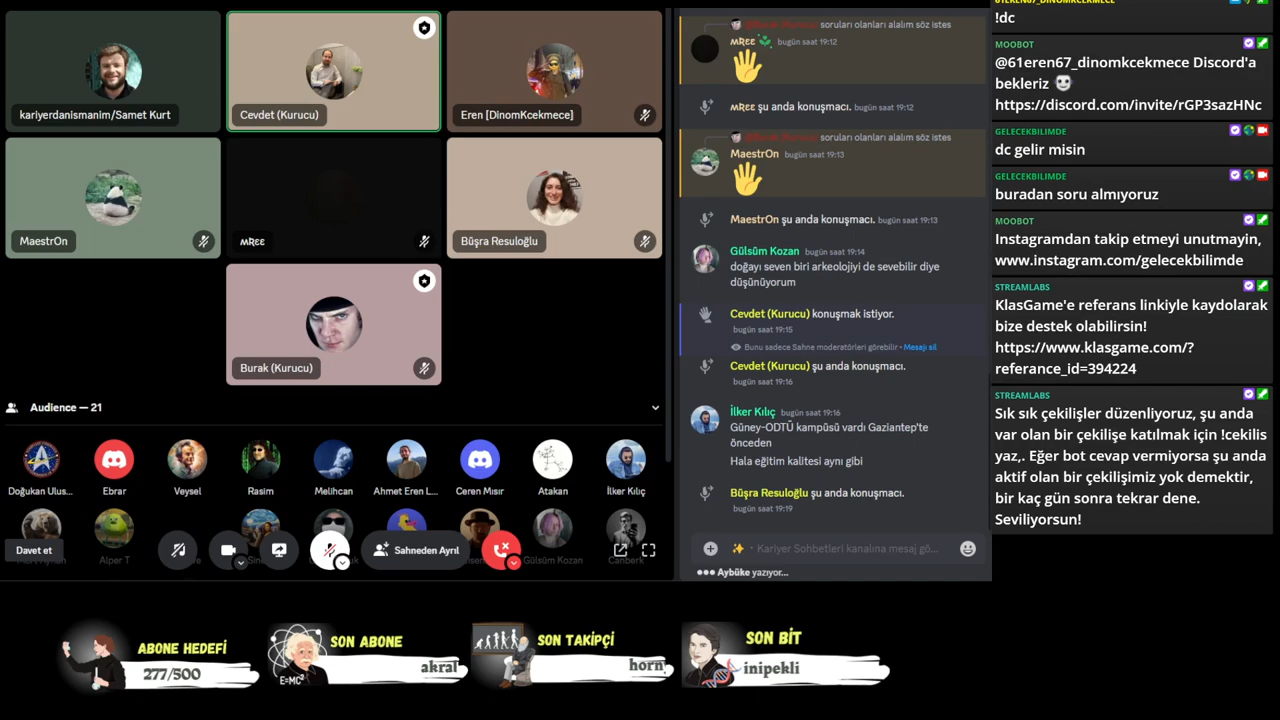 kariyerdanismanim/Samet Kurt
Cevdet (Kurucu)
Eren [DinomKcekmece]
MaestrOn
ᴍREE
Büşra Resuloğlu
Burak (Kurucu)
Audience — 21
Doğukan Ulus...
Ebrar
Veysel
Rasim
Melihcan
Ahmet Eren L...
Ceren Mısır
Atakan
İlker Kılıç
Davet et
Alper T
Gülsüm Kozan
Canberk
Sahneden Ayrıl
soruları olanları alalım söz istes
ᴍREE
bugün saat 19:12
ᴍREE şu anda konuşmacı. bugün saat 19:12
soruları olanları alalım söz istes
MaestrOn bugün saat 19:13
MaestrOn şu anda konuşmacı. bugün saat 19:13
Gülsüm Kozan bugün saat 19:14
doğayı seven biri arkeolojiyi de sevebilir diye
düşünüyorum
Cevdet (Kurucu) konuşmak istiyor.
bugün saat 19:15
Bunu sadece Sahne moderatörleri görebilir • Mesajı sil
Cevdet (Kurucu) şu anda konuşmacı.
bugün saat 19:16
İlker Kılıç bugün saat 19:16
Güney-ODTÜ kampüsü vardı Gaziantep'te
önceden
Hala eğitim kalitesi aynı gibi
Büşra Resuloğlu şu anda konuşmacı.
bugün saat 19:19
Kariyer Sohbetleri kanalına mesaj gö...
Aybüke yazıyor...
61EREN67_DINOMKCEKMECE
!dc
MOOBOT
@61eren67_dinomkcekmece Discord'a
bekleriz
https://discord.com/invite/rGP3sazHNc
GELECEKBILIMDE
dc gelir misin
GELECEKBILIMDE
buradan soru almıyoruz
MOOBOT
Instagramdan takip etmeyi unutmayin,
www.instagram.com/gelecekbilimde
STREAMLABS
KlasGame'e referans linkiyle kaydolarak
bize destek olabilirsin!
https://www.klasgame.com/?
referance_id=394224
STREAMLABS
Sık sık çekilişler düzenliyoruz, şu anda
var olan bir çekilişe katılmak için !cekilis
yaz,. Eğer bot cevap vermiyorsa şu anda
aktif olan bir çekilişimiz yok demektir,
bir kaç gün sonra tekrar dene.
Seviliyorsun!
ABONE HEDEFİ
277/500
SON ABONE
akral
E=MC²
SON TAKİPÇİ
horn
SON BİT
inipekli